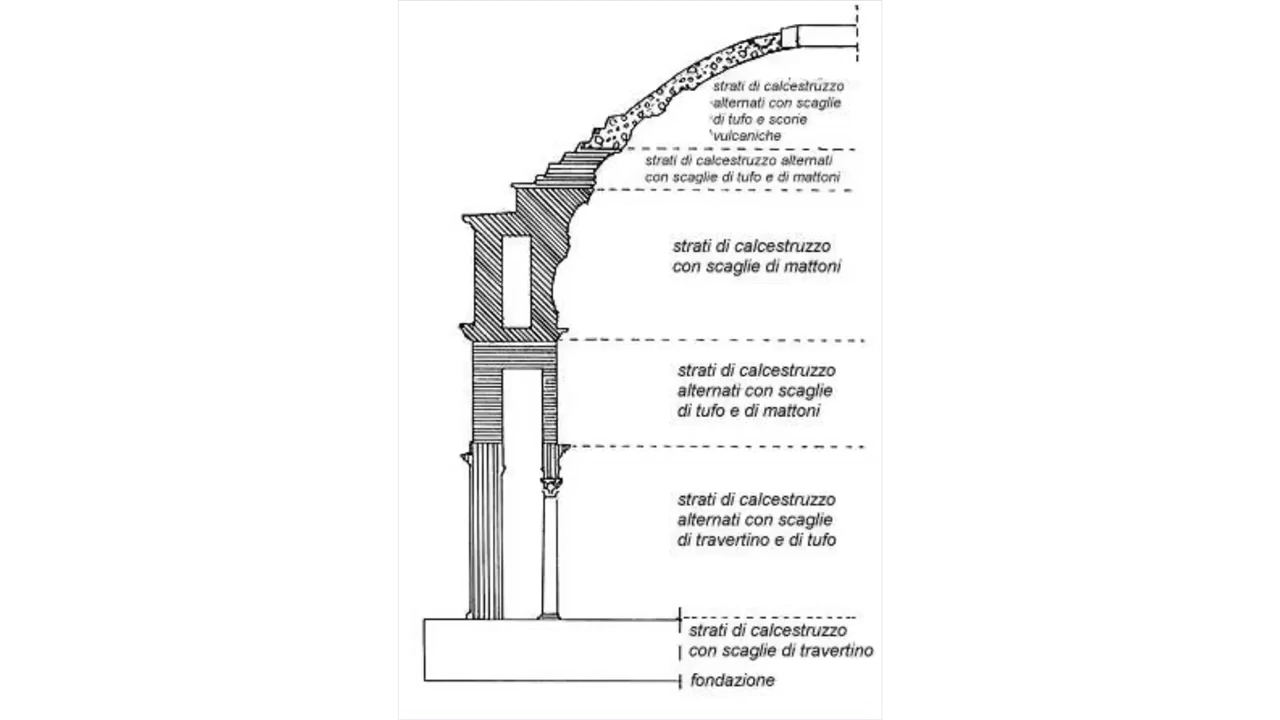 strati di calcestruzzo
alternati con scaglie
di tufo e scorie
vulcaniche
strati di calcestruzzo alternati
con scaglie di tufo e di mattoni
strati di calcestruzzo
con scaglie di mattoni
strati di calcestruzzo
alternati con scaglie
di tufo e di mattoni
strati di calcestruzzo
alternati con scaglie
di travertino e di tufo
strati di calcestruzzo
con scaglie di travertino
fondazione